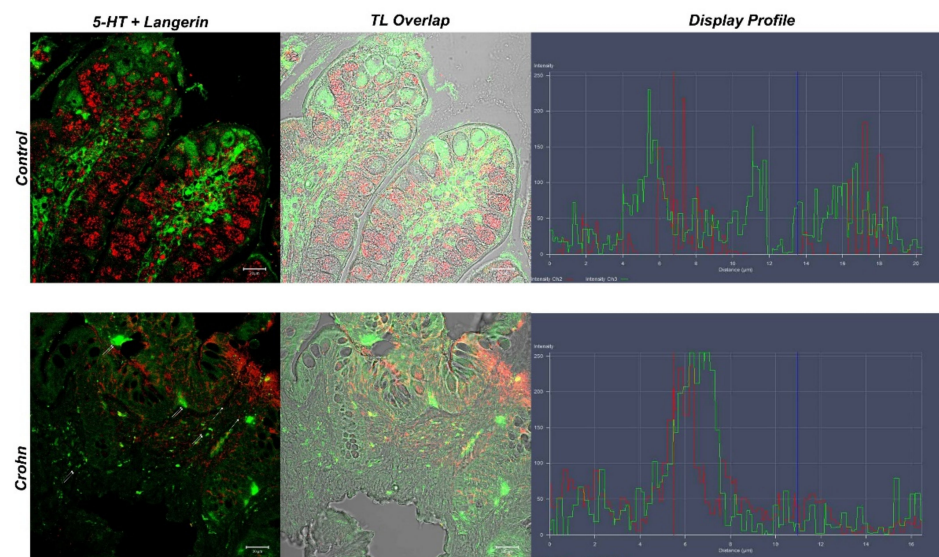 5-HT + Langerin
TL Overlap
Display Profile
Control
Intensity
250
200
150
100
50
0
0 2 4 6 8 10 12 14 16 18 20
Intensity Ch2 Intensity Ch3
Distance (µm)
Crohn
Intensity
250
200
150
100
50
0
0 2 4 6 8 10 12 14 16
Distance (µm)